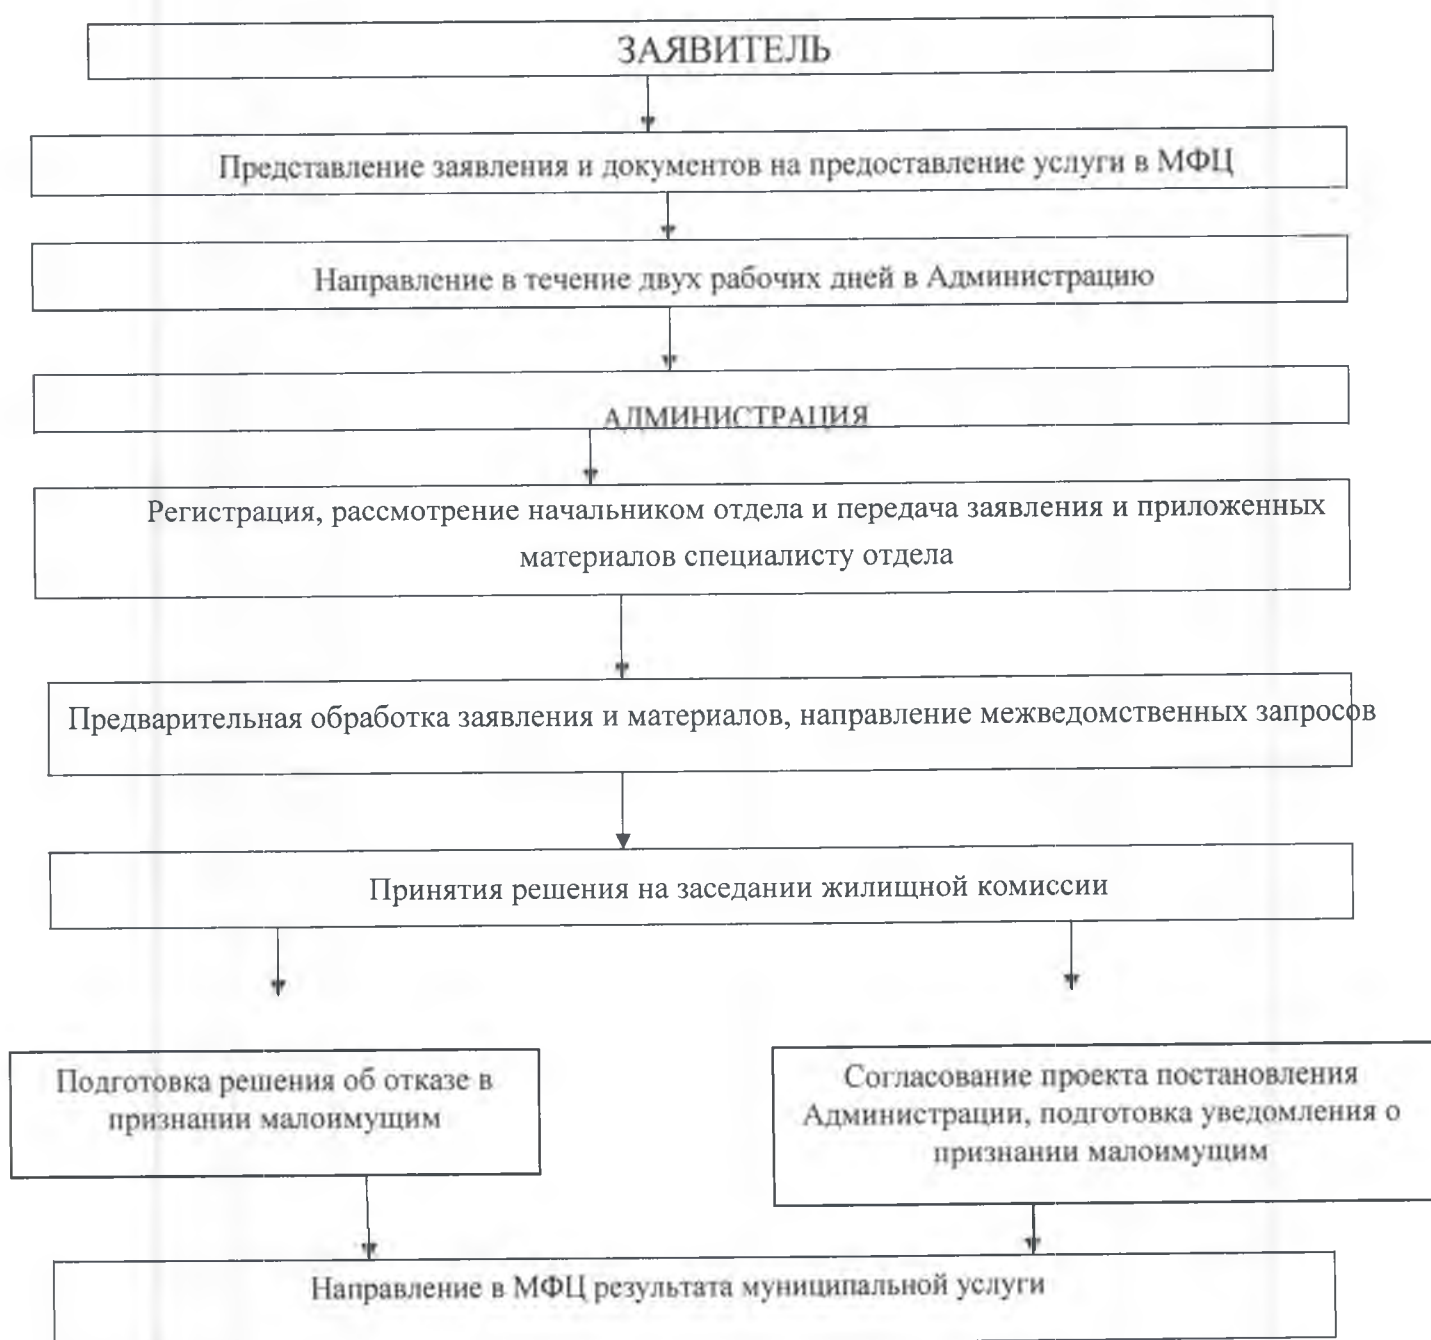 ЗАЯВИТЕЛЬ
Представление заявления и документов на предоставление услуги в МФЦ
Направление в течение двух рабочих дней в Администрацию
АДМИНИСТРАЦИЯ
Регистрация, рассмотрение начальником отдела и передача заявления и приложенных
материалов специалисту отдела
Предварительная обработка заявления и материалов, направление межведомственных запросов
Принятия решения на заседании жилищной комиссии
Подготовка решения об отказе в
признании малоимущим
Согласование проекта постановления
Администрации, подготовка уведомления о
признании малоимущим
Направление в МФЦ результата муниципальной услуги